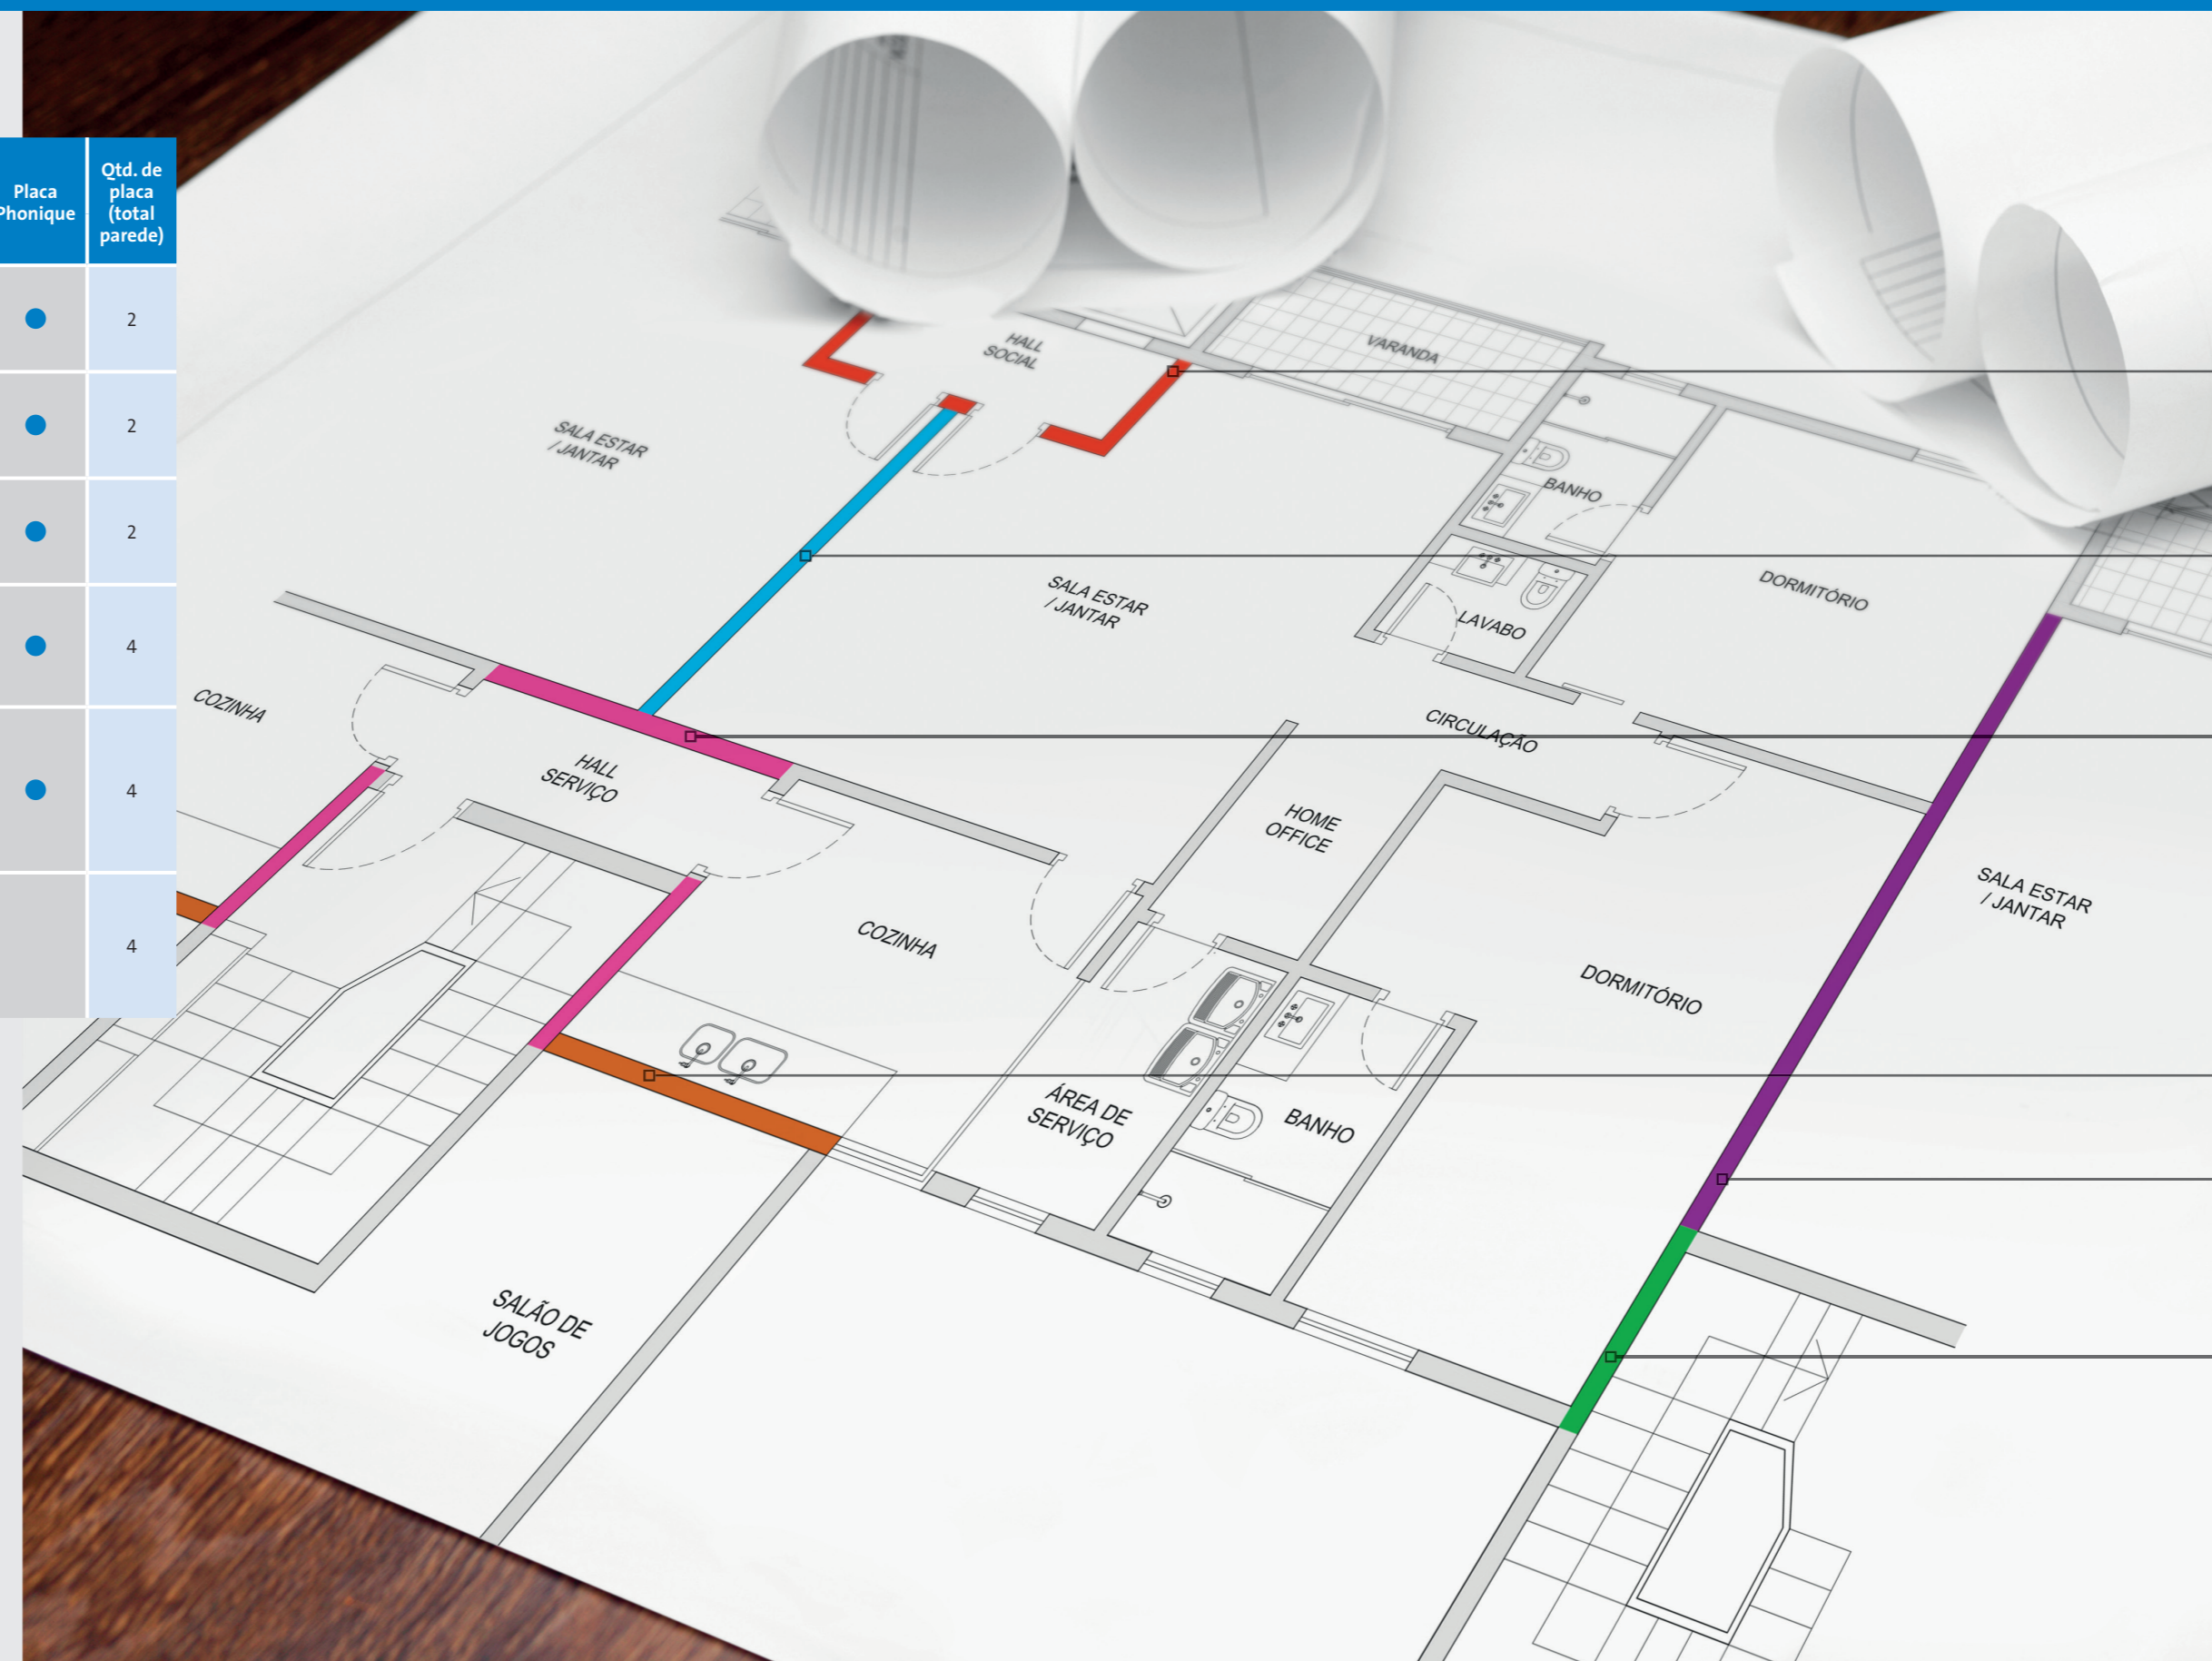 Placa
Phonique
Qtd. de
placa
(total
parede)
2
2
2
4
4
4
HALL
SOCIAL
VARANDA
SALA ESTAR
/ JANTAR
BANHO
SALA ESTAR
/ JANTAR
DORMITÓRIO
LAVABO
COZINHA
CIRCULAÇÃO
HALL
SERVIÇO
HOME
OFFICE
SALA ESTAR
/ JANTAR
COZINHA
DORMITÓRIO
ÁREA DE
SERVIÇO
BANHO
SALÃO DE
JOGOS